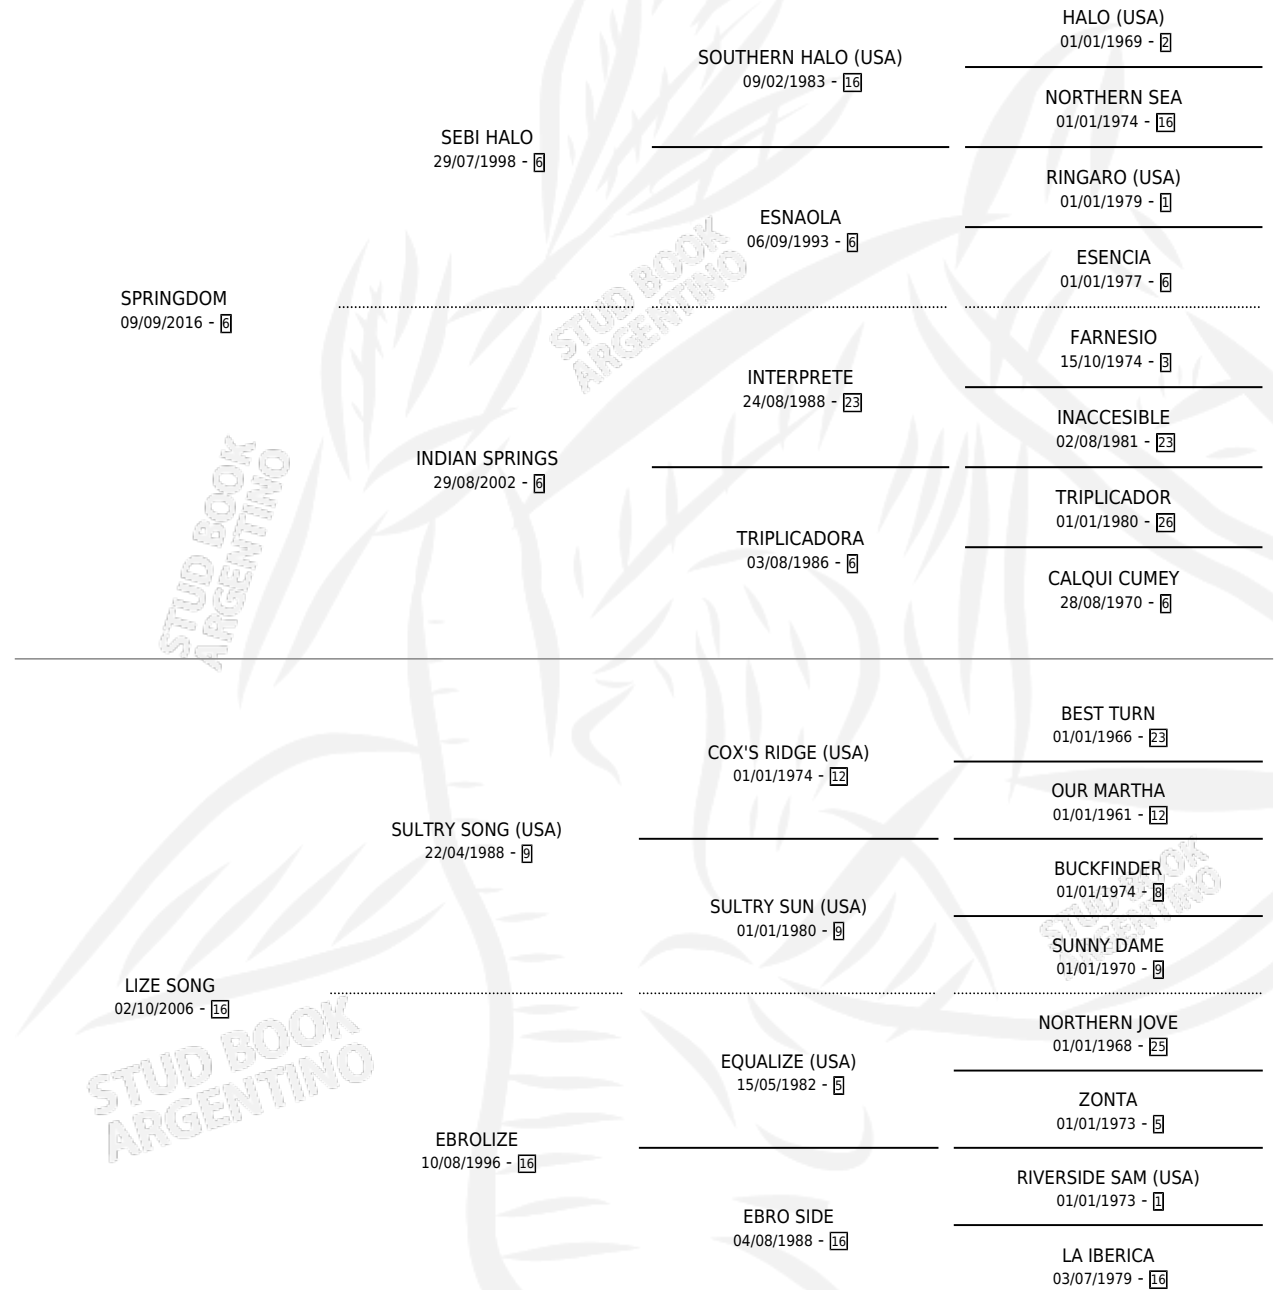 HALO (USA)
01/01/1969 - 2
SOUTHERN HALO (USA)
09/02/1983 - 16
NORTHERN SEA
01/01/1974 - 16
SEBI HALO
29/07/1998 - 6
RINGARO (USA)
01/01/1979 - 1
ESNAOLA
06/09/1993 - 6
ESENCIA
01/01/1977 - 6
SPRINGDOM
09/09/2016 - 6
FARNESIO
15/10/1974 - 3
INTERPRETE
24/08/1988 - 23
INACCESIBLE
02/08/1981 - 23
INDIAN SPRINGS
29/08/2002 - 6
TRIPLICADOR
01/01/1980 - 26
TRIPLICADORA
03/08/1986 - 6
CALQUI CUMEY
28/08/1970 - 6
STUD BOOK
ARGENTINO
STUD BOOK
ARGENTINO
BEST TURN
01/01/1966 - 23
COX'S RIDGE (USA)
01/01/1974 - 12
OUR MARTHA
01/01/1961 - 12
SULTRY SONG (USA)
22/04/1988 - 9
BUCKFINDER
01/01/1974 - 8
SULTRY SUN (USA)
01/01/1980 - 9
SUNNY DAME
01/01/1970 - 9
STUD BOOK
ARGENTINO
LIZE SONG
02/10/2006 - 16
NORTHERN JOVE
01/01/1968 - 25
EQUALIZE (USA)
15/05/1982 - 5
ZONTA
01/01/1973 - 5
EBROLIZE
10/08/1996 - 16
RIVERSIDE SAM (USA)
01/01/1973 - 1
EBRO SIDE
04/08/1988 - 16
LA IBERICA
03/07/1979 - 16
STUD BOOK
ARGENTINO